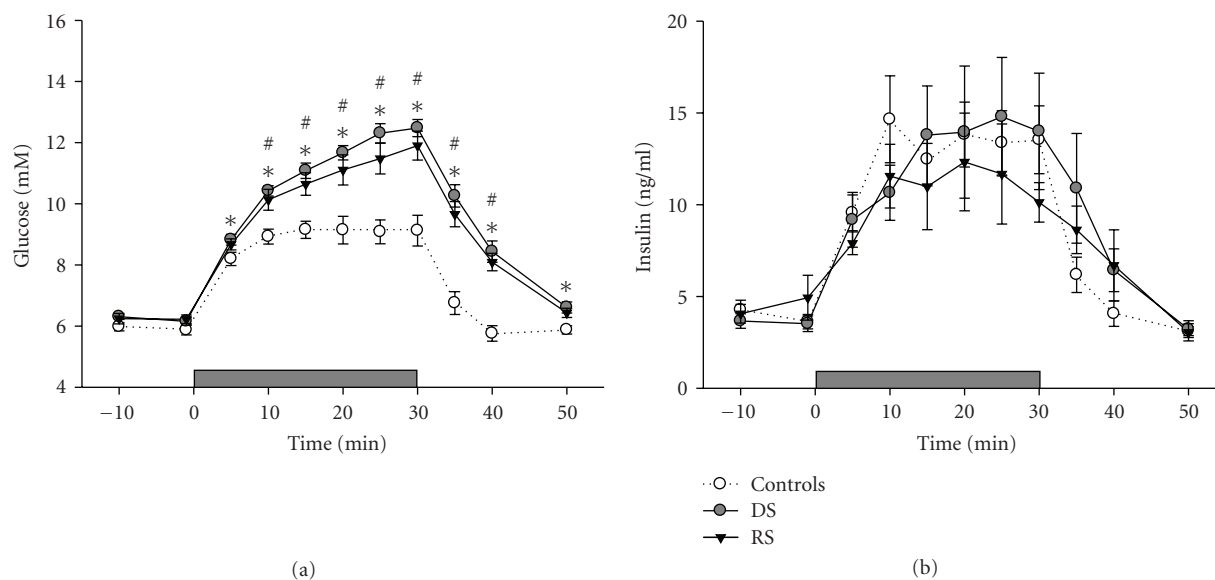 16
14
12
10
8
6
4
Glucose (mM)
# # # # # # #
* * * * * * * * *
−10 0 10 20 30 40 50
Time (min)
(a)
20
15
10
5
0
Insulin (ng/ml)
−10 0 10 20 30 40 50
Time (min)
Controls
DS
RS
(b)